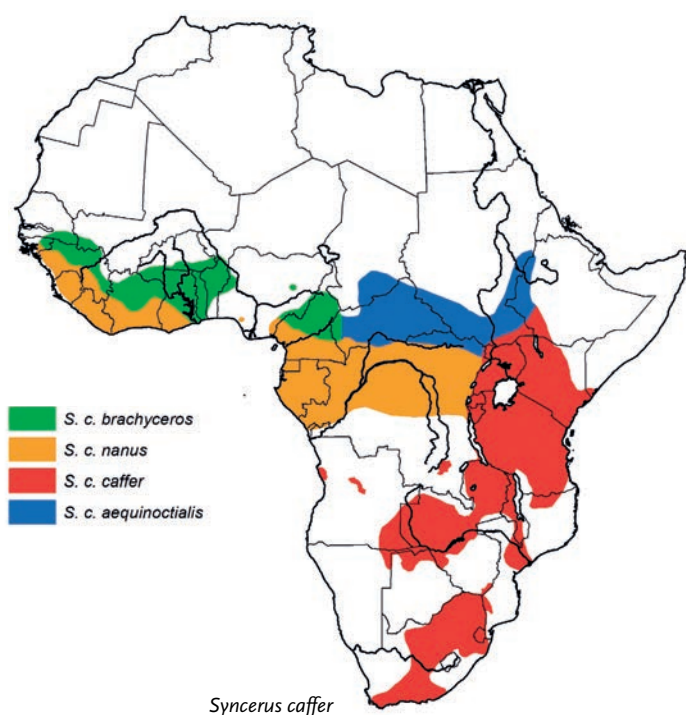 S. c. brachyceros
S. c. nanus
S. c. caffer
S. c. aequinoctialis
Syncerus caffer